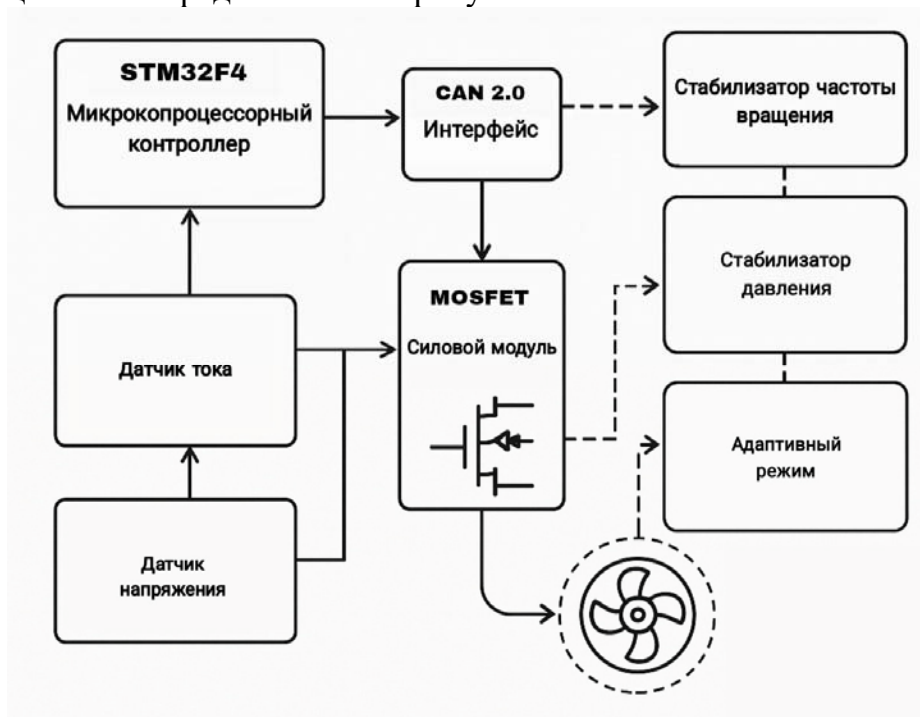 STM32F4
Микрокопроцессорный
контроллер
CAN 2.0
Интерфейс
Стабилизатор частоты
вращения
MOSFET
Силовой модуль
Стабилизатор
давления
Датчик тока
Адаптивный
режим
Датчик
напряжения